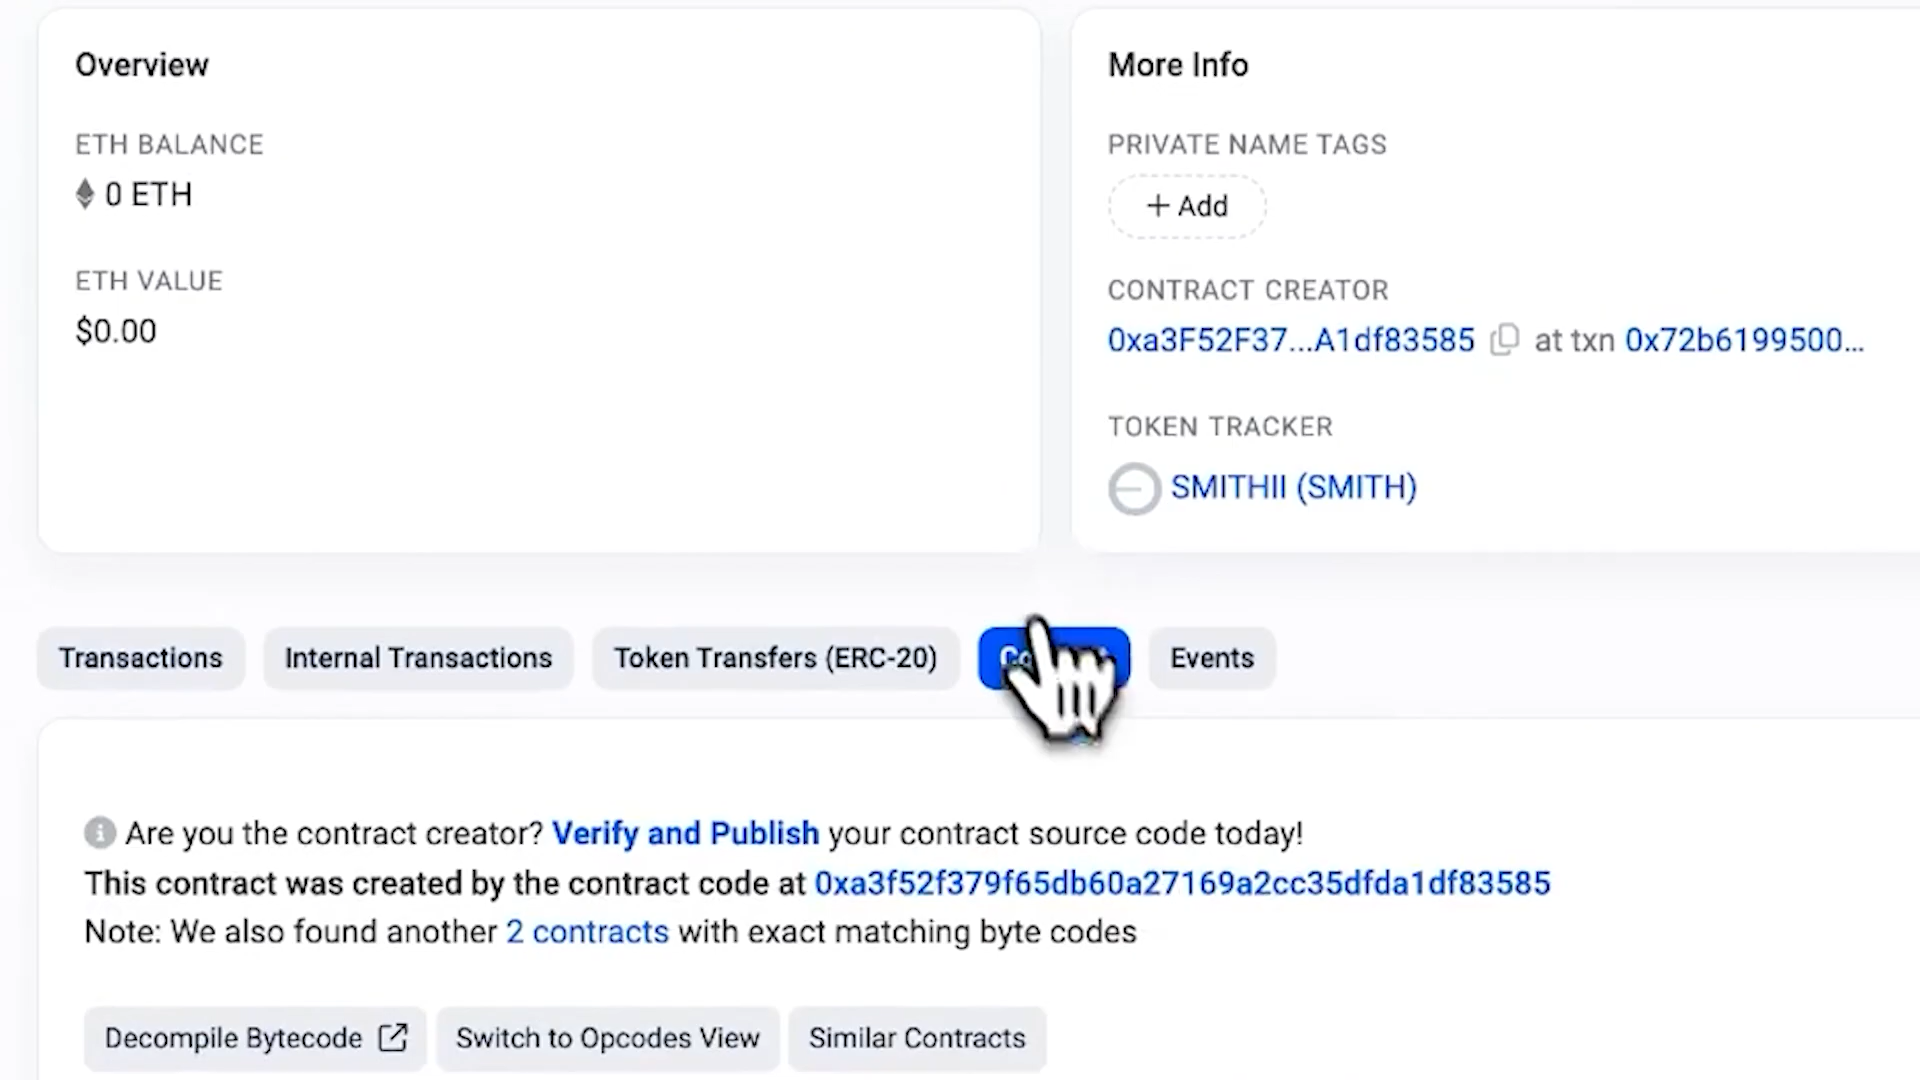 Overview
ETH BALANCE
0 ETH
ETH VALUE
$0.00
More Info
PRIVATE NAME TAGS
+ Add
CONTRACT CREATOR
0xa3F52F37...A1df83585 at txn 0x72b6199500...
TOKEN TRACKER
SMITHII (SMITH)
Transactions
Internal Transactions
Token Transfers (ERC-20)
Events
Are you the contract creator? Verify and Publish your contract source code today!
This contract was created by the contract code at 0xa3f52f379f65db60a27169a2cc35dfda1df83585
Note: We also found another 2 contracts with exact matching byte codes
Decompile Bytecode
Switch to Opcodes View
Similar Contracts